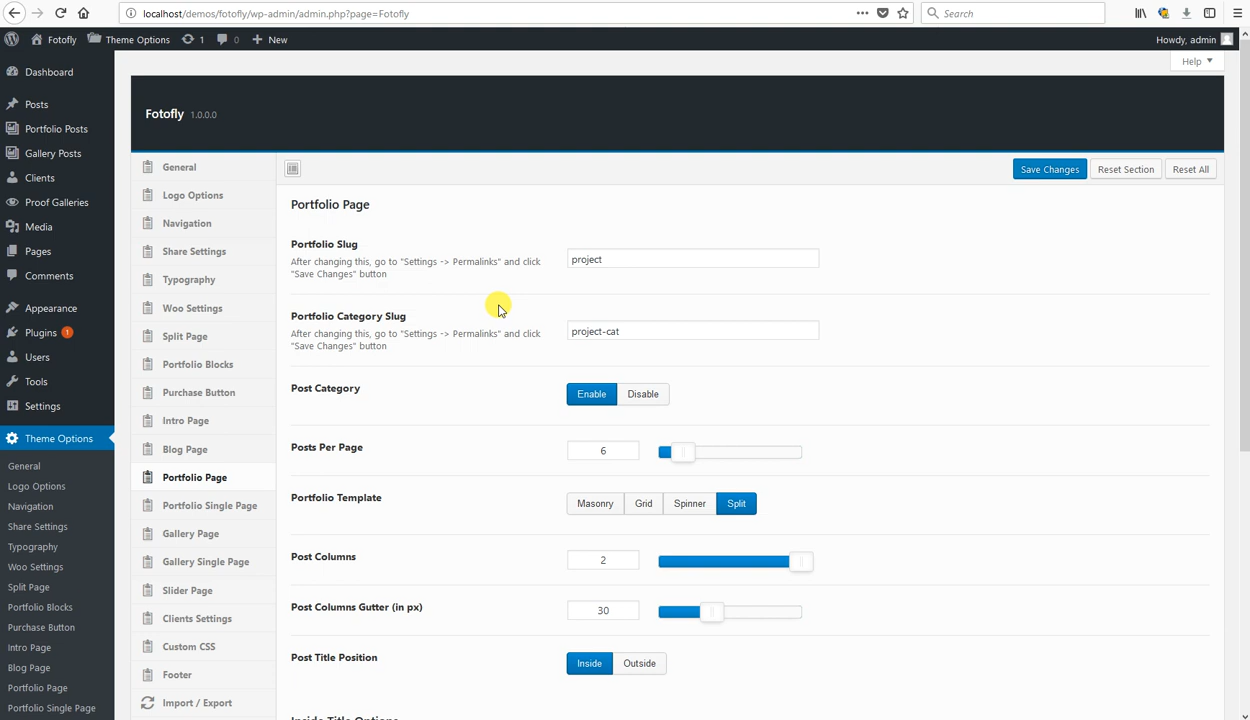 localhost/demos/fotofly/wp-admin/admin.php?page=Fotofly
Search
Fotofly
Theme Options
1
0
New
Howdy, admin
Help
Dashboard
Posts
Portfolio Posts
Gallery Posts
Clients
Proof Galleries
Media
Pages
Comments
Appearance
Plugins 1
Users
Tools
Settings
Theme Options
General
Logo Options
Navigation
Share Settings
Typography
Woo Settings
Split Page
Portfolio Blocks
Purchase Button
Intro Page
Blog Page
Portfolio Page
Portfolio Single Page
Fotofly 1.0.0.0
General
Logo Options
Navigation
Share Settings
Typography
Woo Settings
Split Page
Portfolio Blocks
Purchase Button
Intro Page
Blog Page
Portfolio Page
Portfolio Single Page
Gallery Page
Gallery Single Page
Slider Page
Clients Settings
Custom CSS
Footer
Import / Export
Save Changes
Reset Section
Reset All
Portfolio Page
Portfolio Slug
After changing this, go to "Settings -> Permalinks" and click
"Save Changes" button
project
Portfolio Category Slug
After changing this, go to "Settings -> Permalinks" and click
"Save Changes" button
project-cat
Post Category
Enable Disable
Posts Per Page
6
Portfolio Template
Masonry Grid Spinner Split
Post Columns
2
Post Columns Gutter (in px)
30
Post Title Position
Inside Outside
Inside Title Options